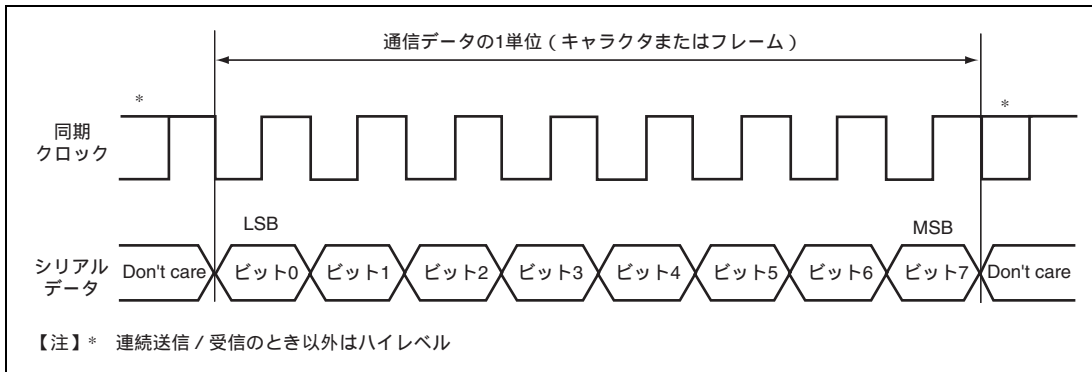 通信データの1単位（キャラクタまたはフレーム）
*
*
同期
クロック
LSB
MSB
シリアル
データ
Don't care
ビット0
ビット1
ビット2
ビット3
ビット4
ビット5
ビット6
ビット7
Don't care
【注】* 連続送信／受信のとき以外はハイレベル